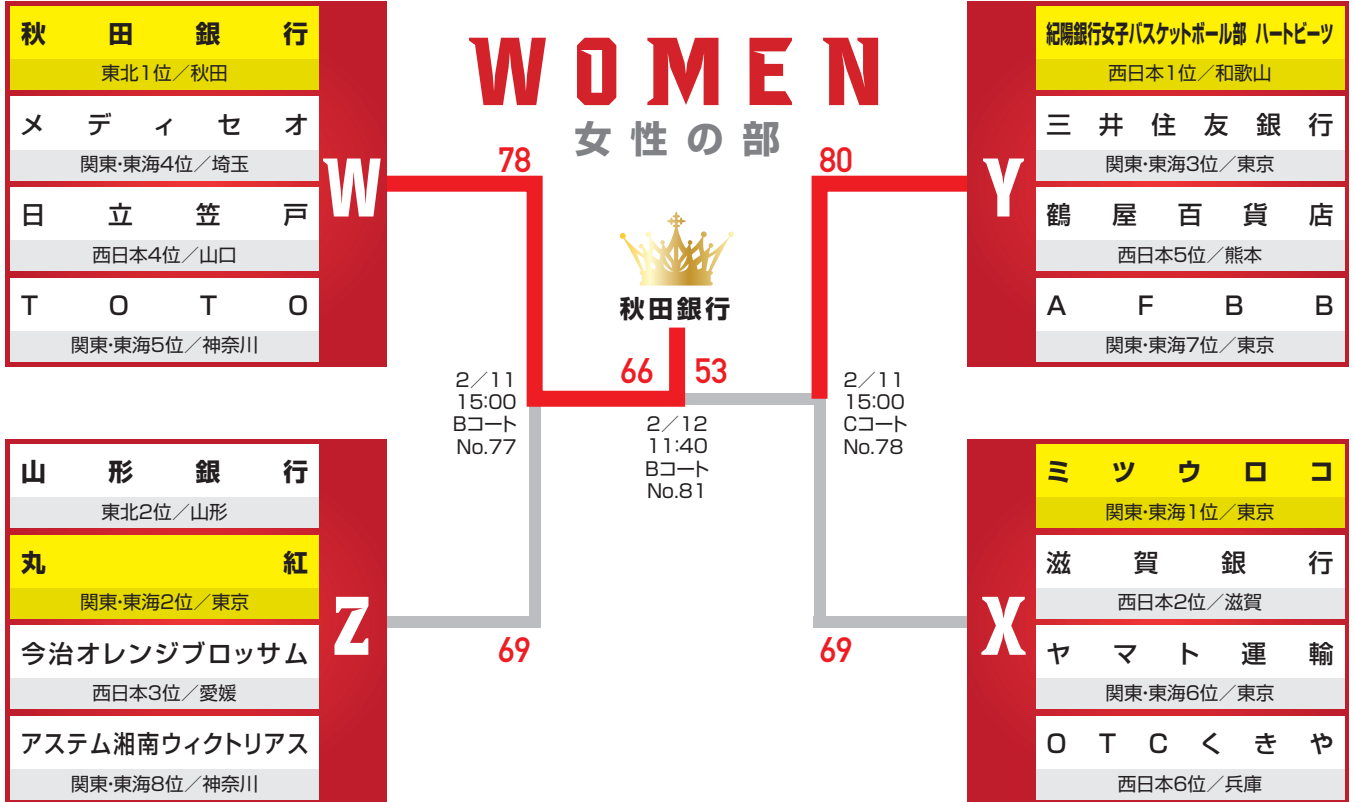 WOMEN
女性の部
W
秋田銀行
東北1位／秋田
メディセオ
関東・東海4位／埼玉
日立笠戸
西日本4位／山口
TOTO
関東・東海5位／神奈川
Z
山形銀行
東北2位／山形
丸紅
関東・東海2位／東京
今治オレンジブロッサム
西日本3位／愛媛
アステム湘南ウィクトリアス
関東・東海8位／神奈川
78
69
2／11
15:00
Bコート
No.77
秋田銀行
66
53
2／12
11:40
Bコート
No.81
80
69
2／11
15:00
Cコート
No.78
Y
紀陽銀行女子バスケットボール部 ハートビーツ
西日本1位／和歌山
三井住友銀行
関東・東海3位／東京
鶴屋百貨店
西日本5位／熊本
AFBB
関東・東海7位／東京
X
ミツウロコ
関東・東海1位／東京
滋賀銀行
西日本2位／滋賀
ヤマト運輸
関東・東海6位／東京
OTCくきや
西日本6位／兵庫